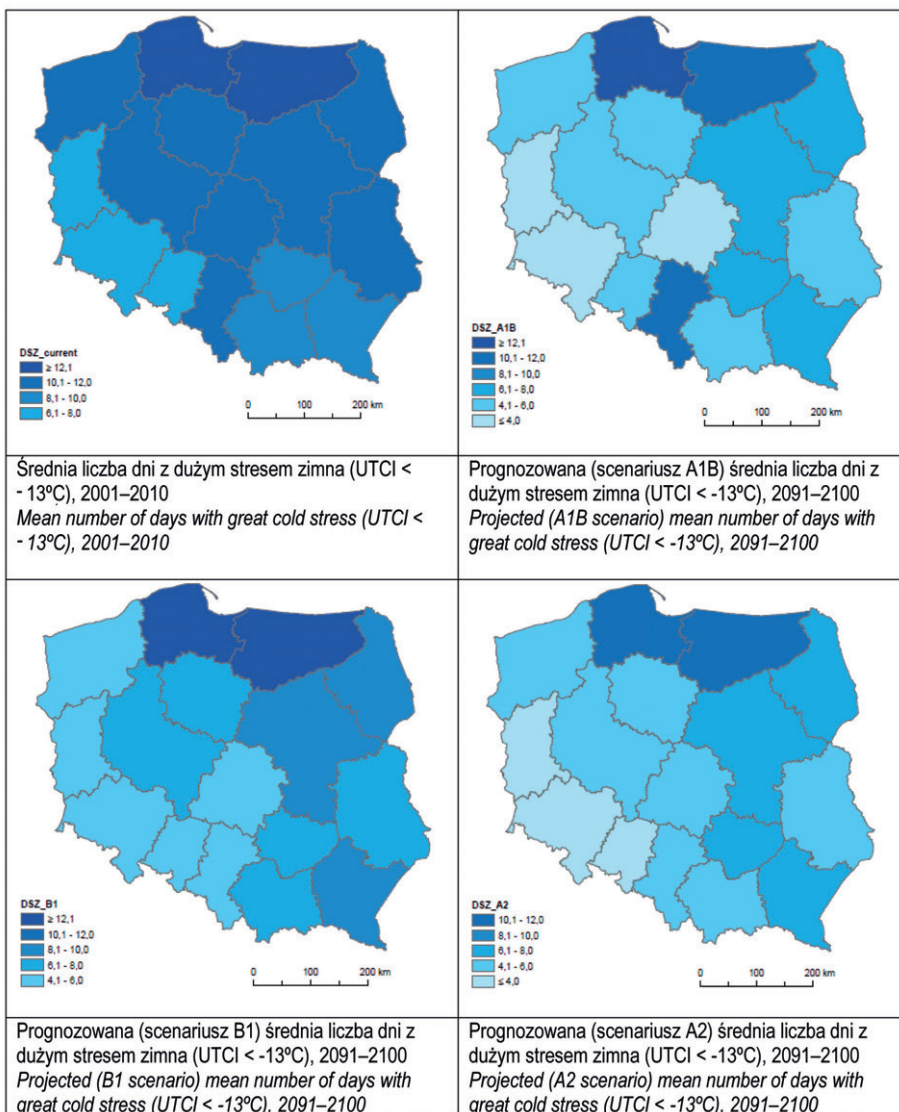 DSZ_current
≥ 12,1
10,1 - 12,0
8,1 - 10,0
6,1 - 8,0
0 100 200 km
Średnia liczba dni z dużym stresem zimna (UTCI <
- 13ºC), 2001–2010
Mean number of days with great cold stress (UTCI <
- 13ºC), 2001–2010
DSZ_A1B
≥ 12,1
10,1 - 12,0
8,1 - 10,0
6,1 - 8,0
4,1 - 6,0
≤ 4,0
0 100 200 km
Prognozowana (scenariusz A1B) średnia liczba dni z
dużym stresem zimna (UTCI < -13ºC), 2091–2100
Projected (A1B scenario) mean number of days with
great cold stress (UTCI < -13ºC), 2091–2100
DSZ_B1
≥ 12,1
10,1 - 12,0
8,1 - 10,0
6,1 - 8,0
4,1 - 6,0
0 100 200 km
Prognozowana (scenariusz B1) średnia liczba dni z
dużym stresem zimna (UTCI < -13ºC), 2091–2100
Projected (B1 scenario) mean number of days with
great cold stress (UTCI < -13ºC), 2091–2100
DSZ_A2
10,1 - 12,0
8,1 - 10,0
6,1 - 8,0
4,1 - 6,0
≤ 4,0
0 100 200 km
Prognozowana (scenariusz A2) średnia liczba dni z
dużym stresem zimna (UTCI < -13ºC), 2091–2100
Projected (A2 scenario) mean number of days with
great cold stress (UTCI < -13ºC), 2091–2100